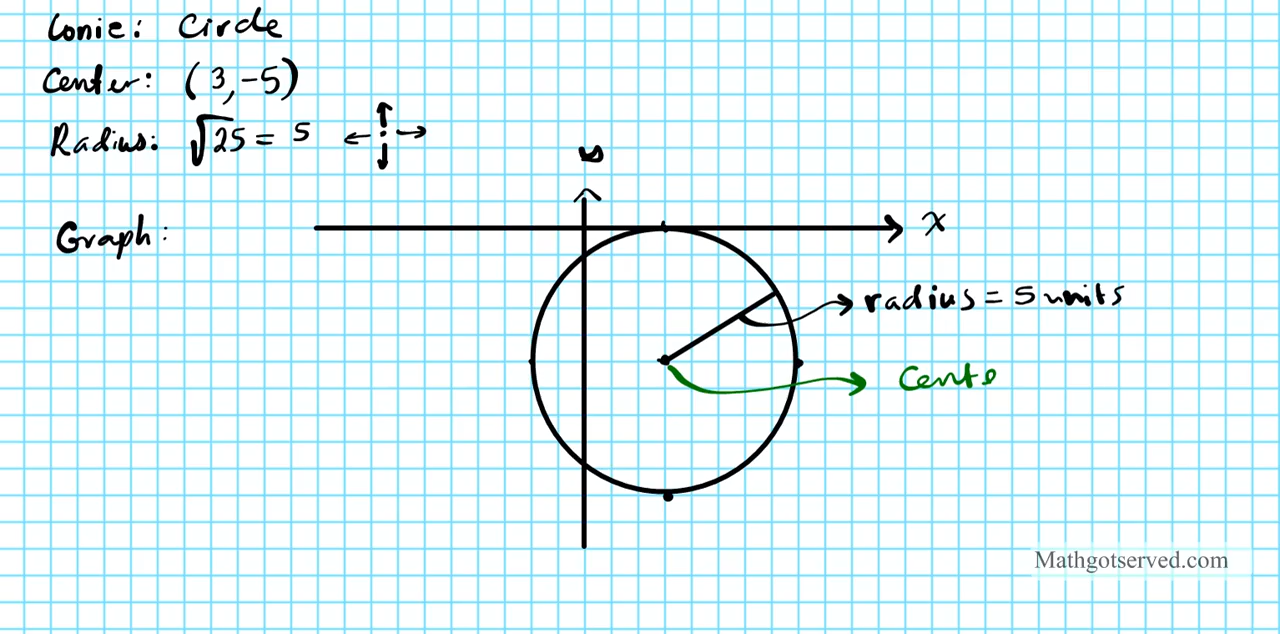 Conic: Circle
Center: (3,-5)
Radius: √25 = 5
y
Graph:
x
radius = 5 units
Cente
Mathgotserved.com